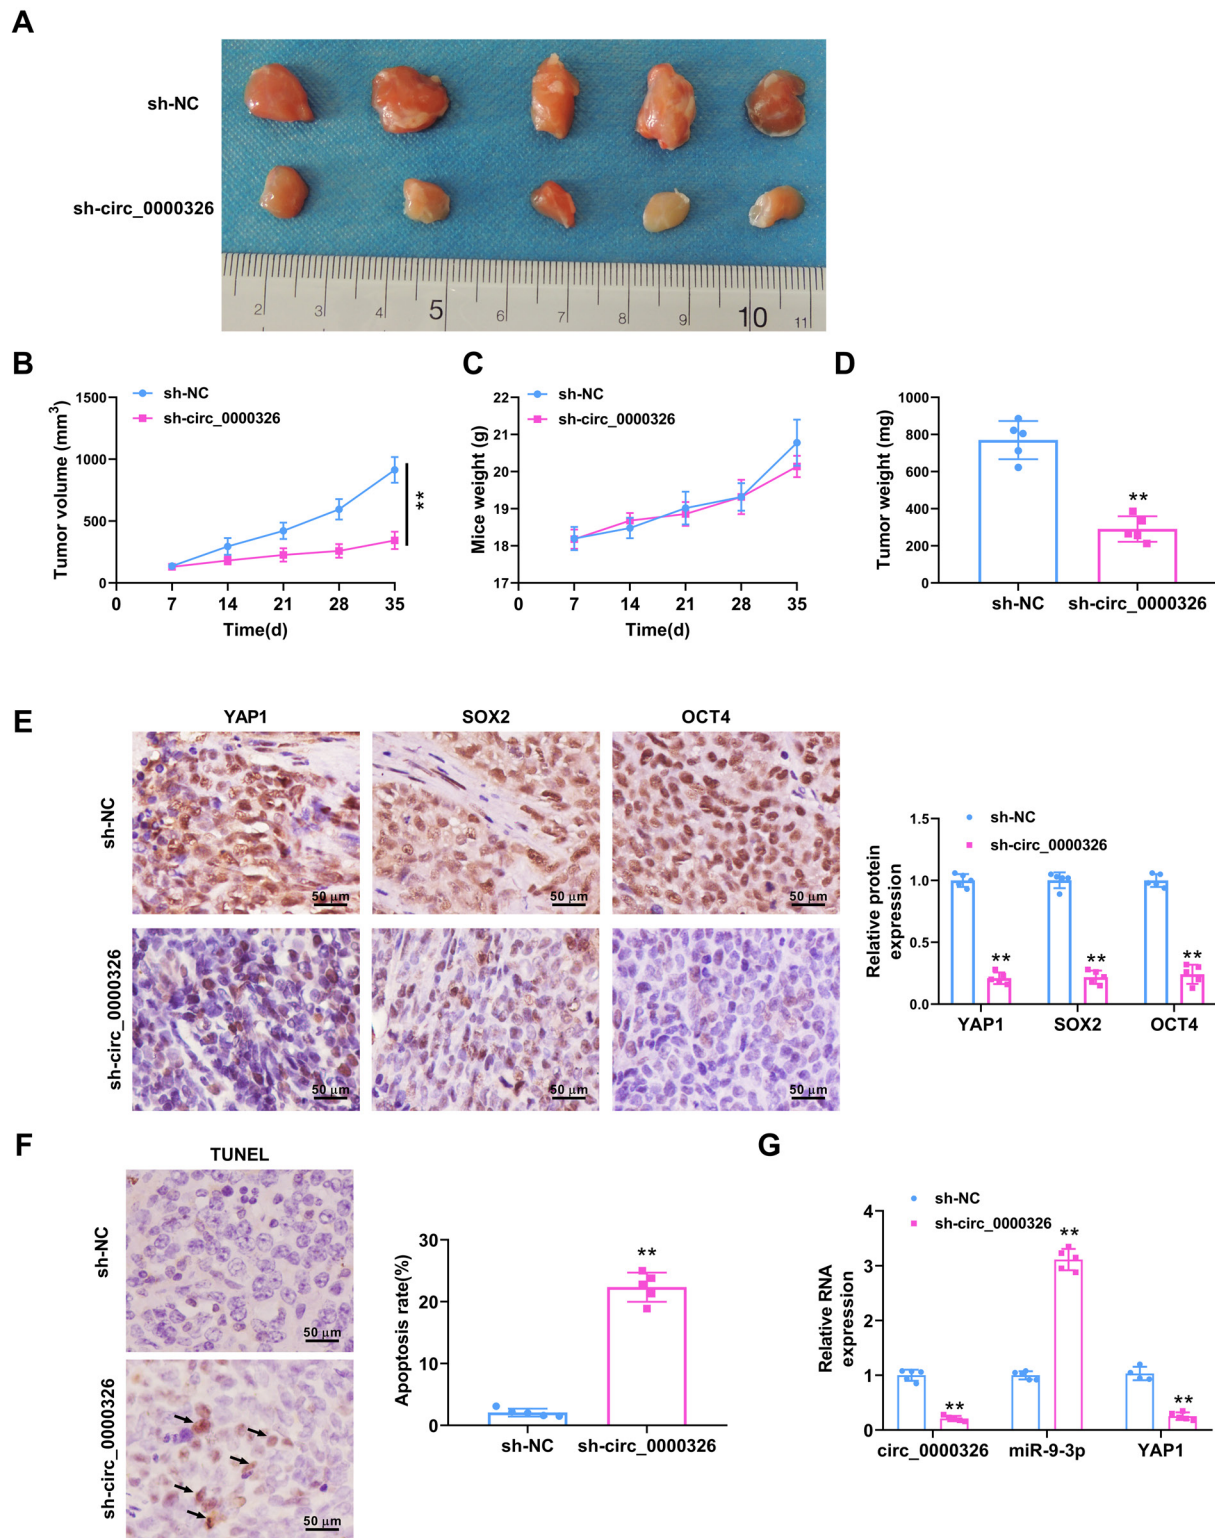 A
sh-NC
sh-circ_0000326
2 3 4 5 6 7 8 9 10 11
B
sh-NC
sh-circ_0000326
Tumor volume (mm3)
1500
1000
500
0
0 7 14 21 28 35
Time(d)
**
C
sh-NC
sh-circ_0000326
Mice weight (g)
22
21
20
19
18
17
0 7 14 21 28 35
Time(d)
D
Tumor weight (mg)
1000
800
600
400
200
0
**
sh-NC sh-circ_0000326
E
YAP1 SOX2 OCT4
sh-NC
50 μm 50 μm 50 μm
sh-circ_0000326
50 μm 50 μm 50 μm
sh-NC
sh-circ_0000326
Relative protein
expression
1.5
1.0
0.5
0.0
** ** **
YAP1 SOX2 OCT4
F
TUNEL
sh-NC
50 μm
sh-circ_0000326
50 μm
Apoptosis rate(%)
30
20
10
0
**
sh-NC sh-circ_0000326
G
sh-NC
sh-circ_0000326
Relative RNA
expression
4
3
2
1
0
** ** **
circ_0000326 miR-9-3p YAP1